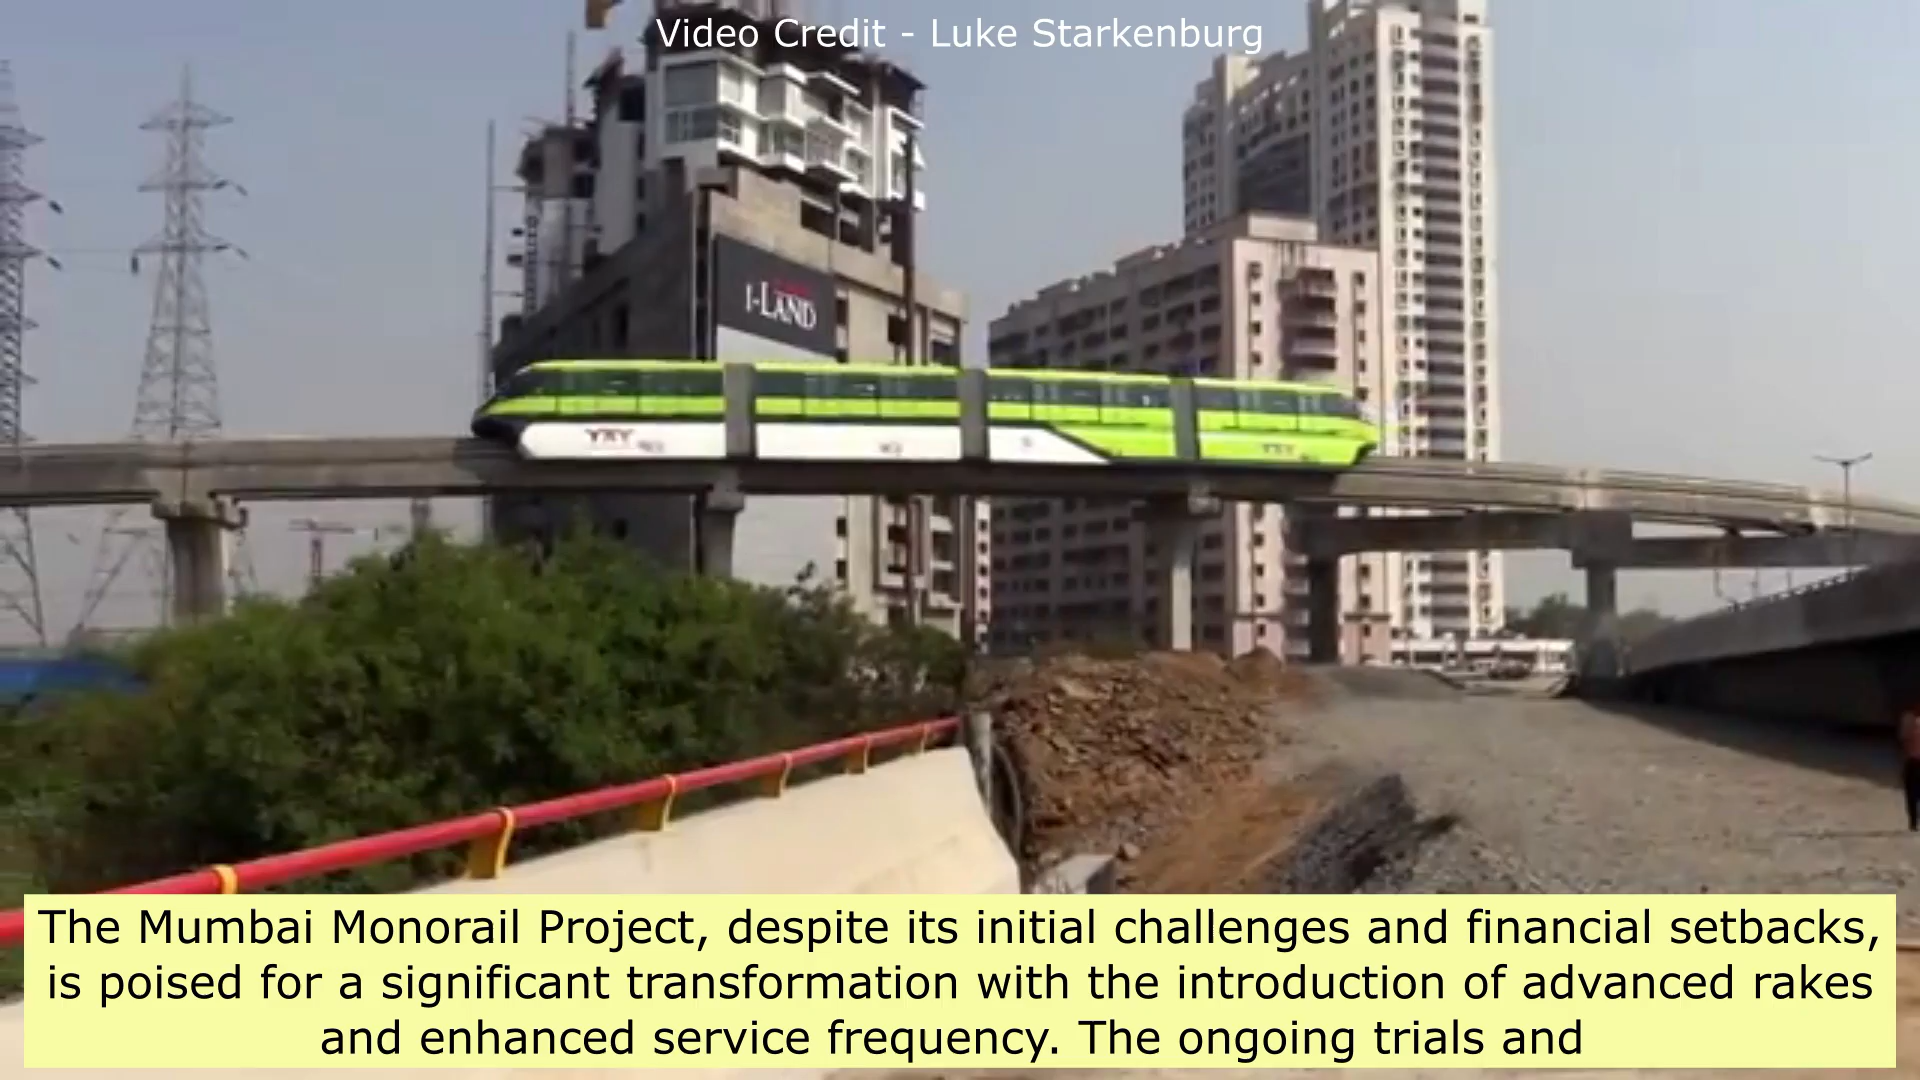 Video Credit - Luke Starkenburg
I-LAND
The Mumbai Monorail Project, despite its initial challenges and financial setbacks,
is poised for a significant transformation with the introduction of advanced rakes
and enhanced service frequency. The ongoing trials and